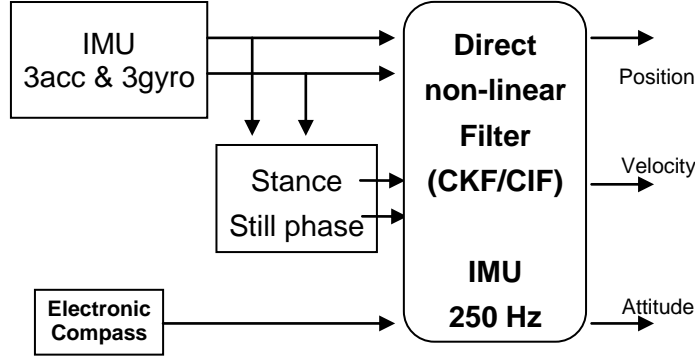 IMU
3acc & 3gyro
Direct
non-linear
Filter
(CKF/CIF)
Position
Stance
Still phase
Velocity
IMU
250 Hz
Electronic
Compass
Attitude